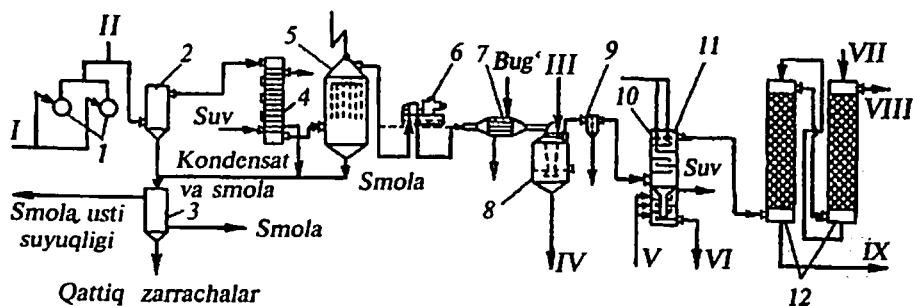 II
5
2
6
7
Bug‘
III
9
11
VII
10
VIII
4
Suv
I
1
Kondensat
va smola
Smola
Suv
8
Smola usti
suyuqligi
3
Smola
IV
V
VI
IX
12
Qattiq zarrachalar